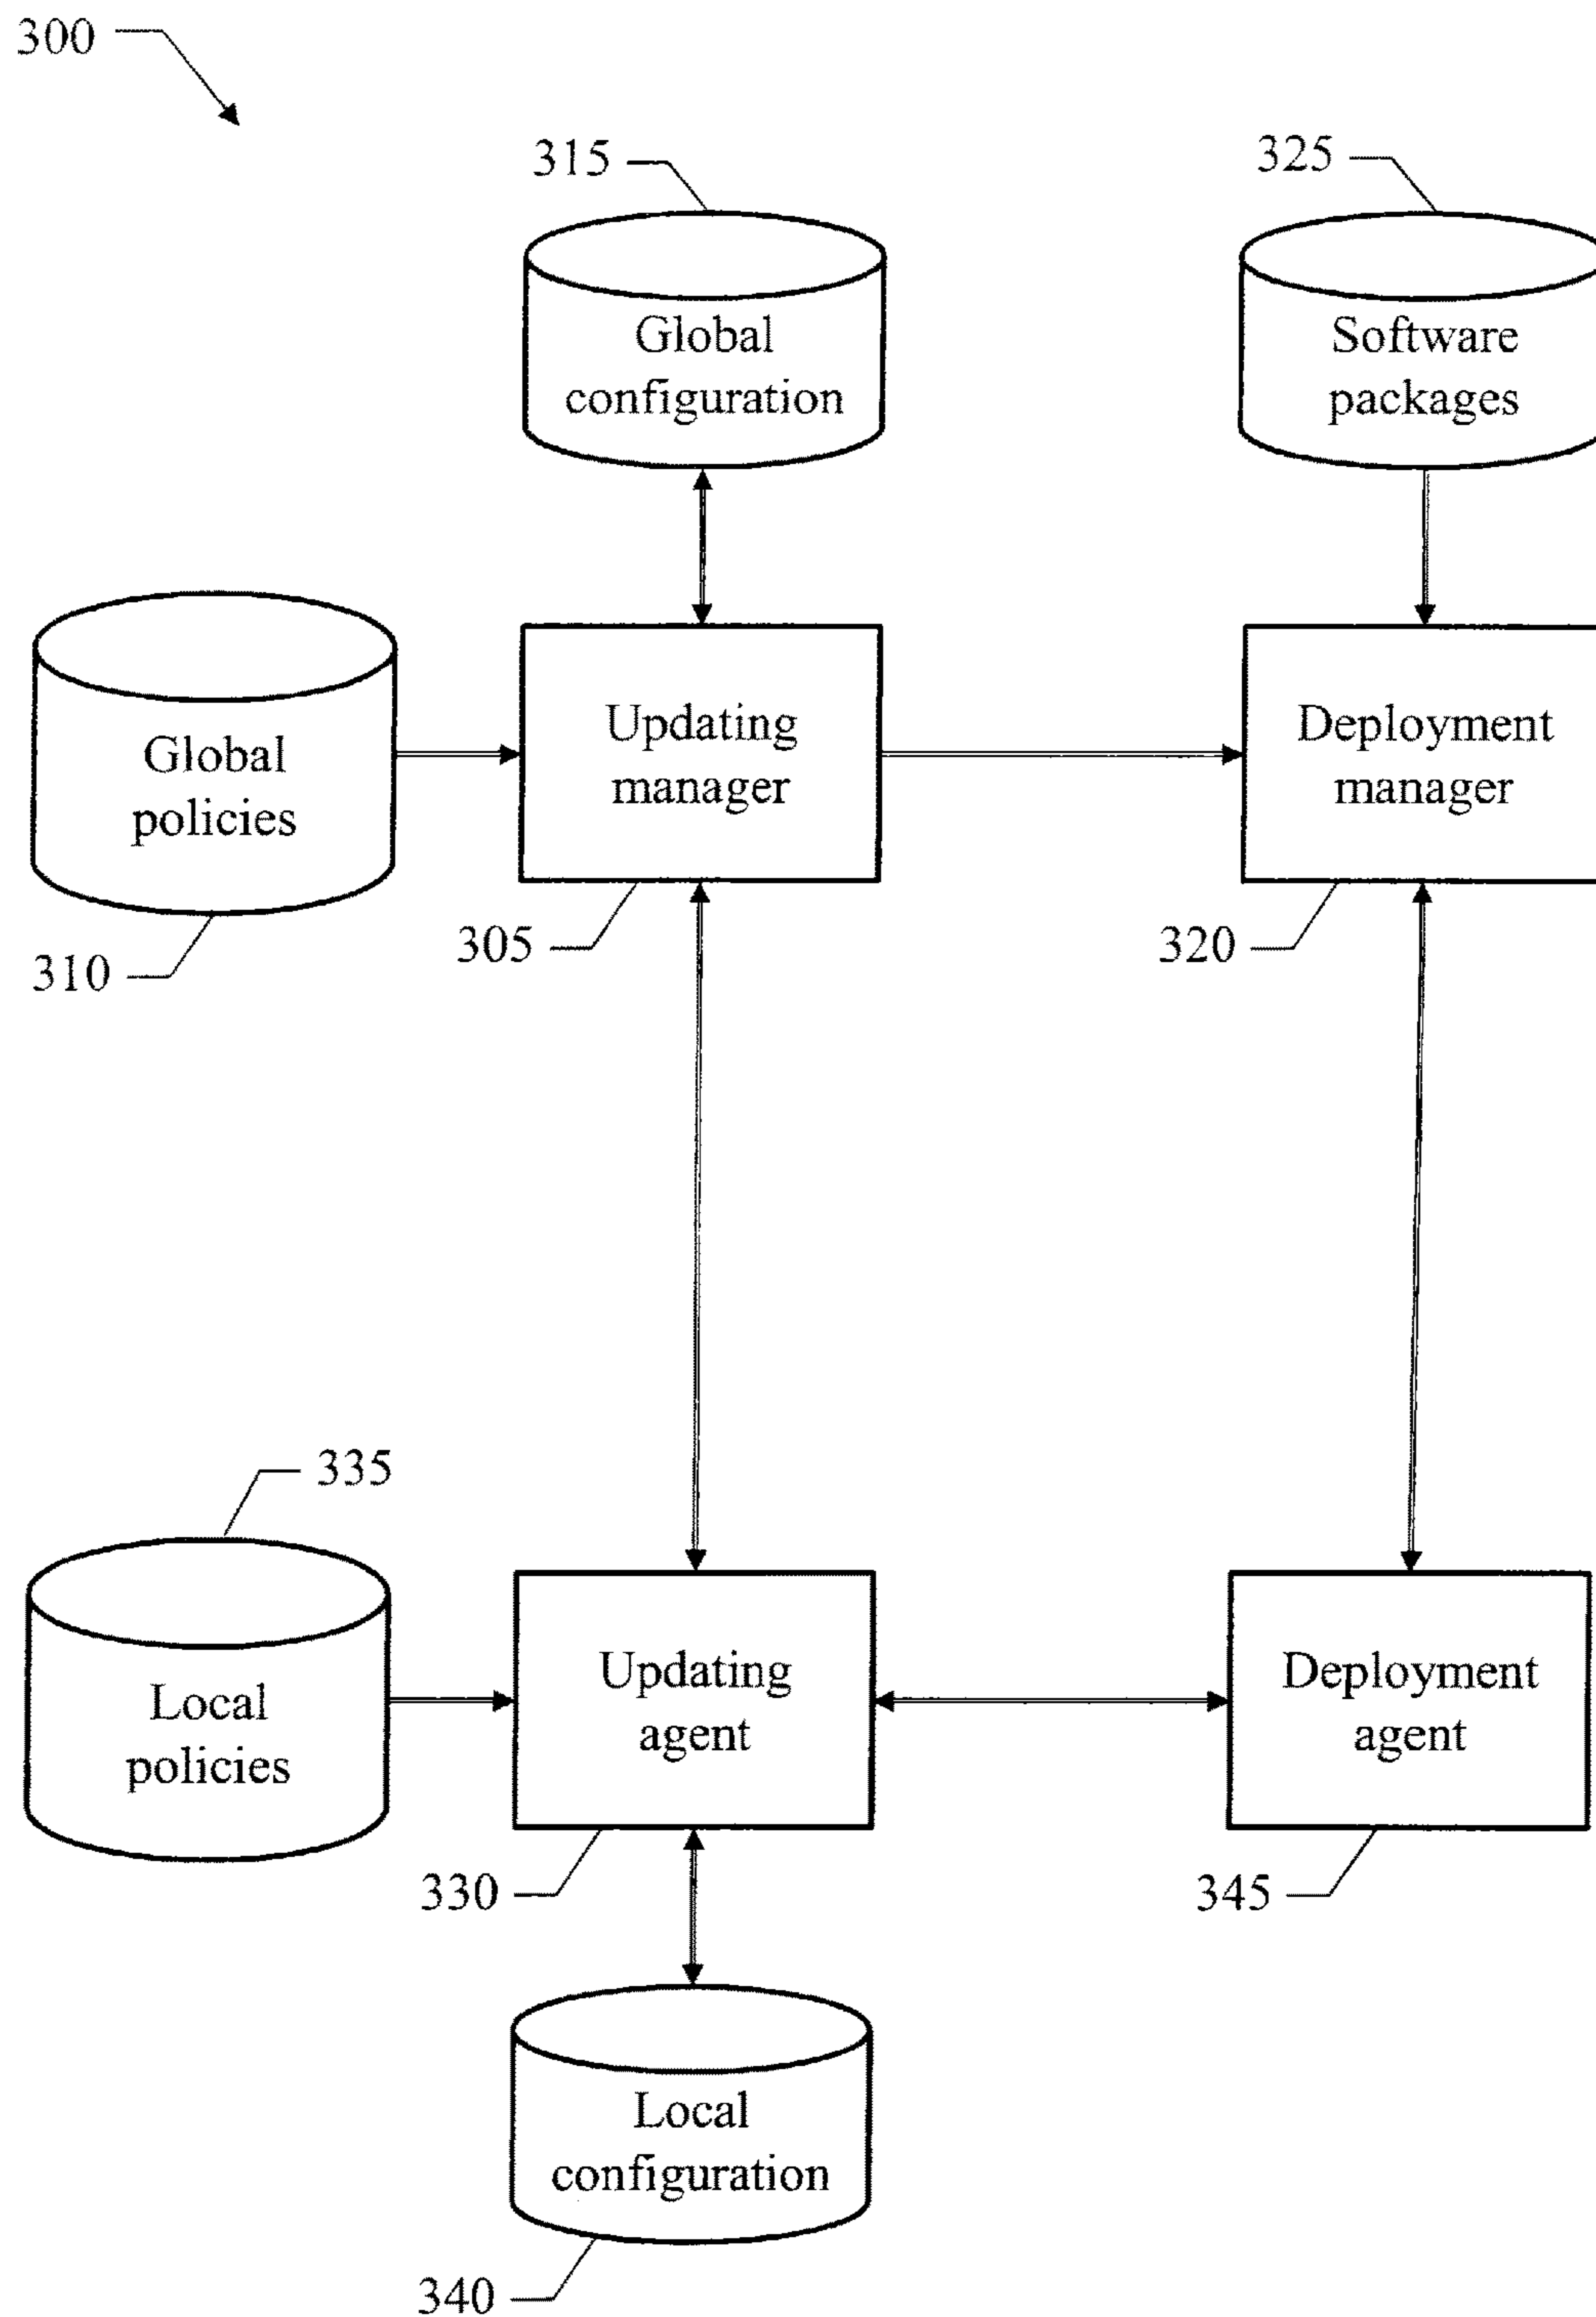 300
315
325
Global
configuration
Software
packages
Global
policies
Updating
manager
Deployment
manager
310
305
320
335
Local
policies
Updating
agent
Deployment
agent
330
345
Local
configuration
340